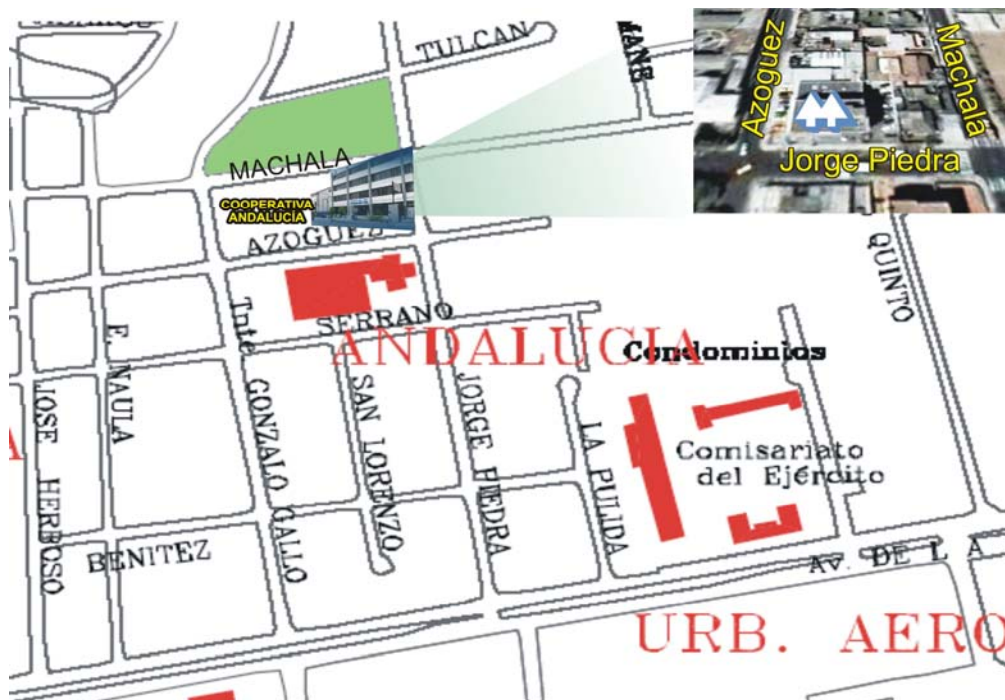 TULCAN
MACHALA
COOPERATIVA
ANDALUCÍA
AZOGUEZ
SERRANO
ANDALUCIA
Condominios
Comisariato
del Ejército
Tnte
GONZALO GALLO
E. NAULA
JOSE HERBOSO
SAN LORENZO
JORGE PIEDRA
LA PULIDA
BENITEZ
QUINTO
AV. DE L A
URB. AERO
Azoguez
Machala
Jorge Piedra